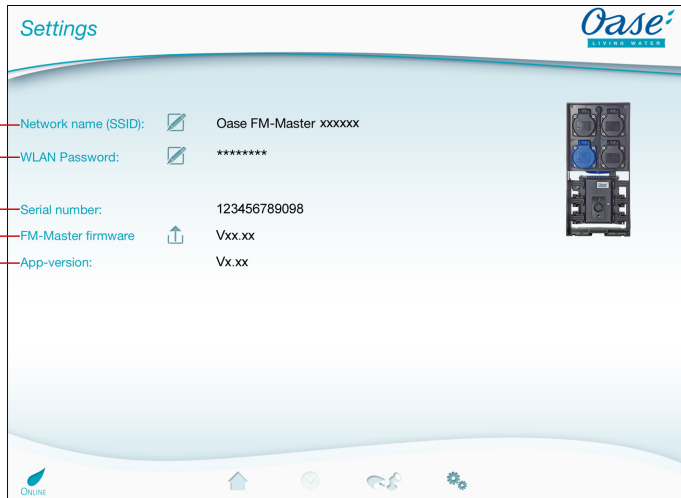 Settings
Oase
LIVING WATER
Network name (SSID): Oase FM-Master xxxxxx
WLAN Password: ********
Serial number: 123456789098
FM-Master firmware Vxx.xx
App-version: Vx.xx
ONLINE